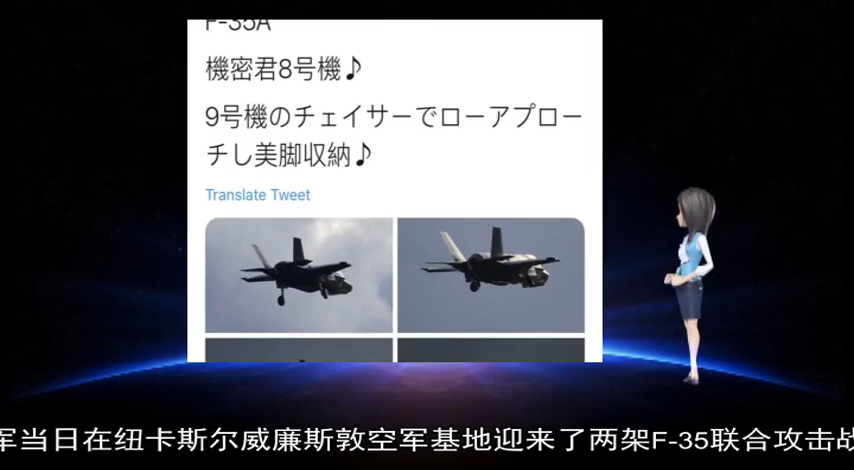 F-35A
機密君8号機♪
9号機のチェイサーでローアプロー
チし美脚収納♪
Translate Tweet
军当日在纽卡斯尔威廉斯敦空军基地迎来了两架F-35联合攻击战